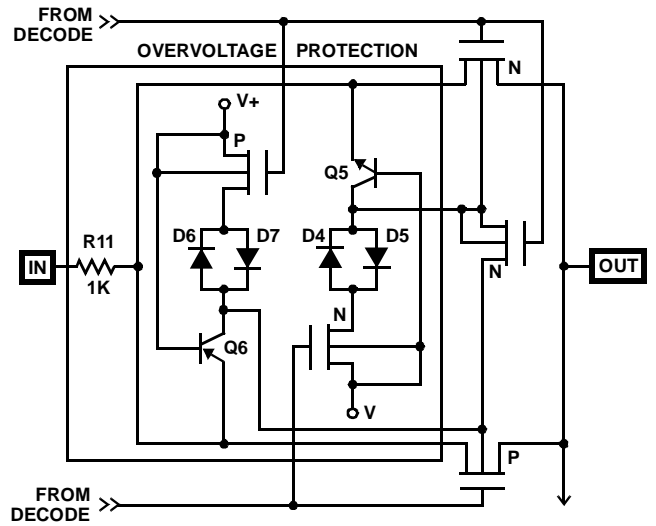 FROM
DECODE
OVERVOLTAGE PROTECTION
N
V+
P
Q5
R11
D6 D7 D4 D5
IN
1K
N
OUT
N
Q6
V
P
FROM
DECODE